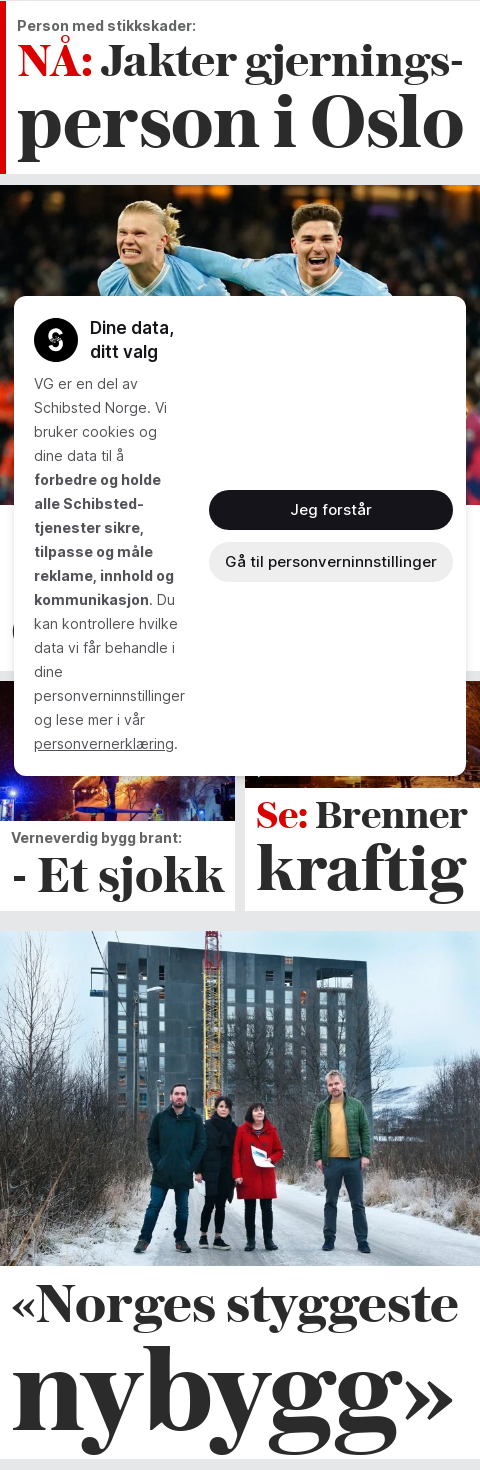 Person med stikkskader:
NÅ: Jakter gjernings-
person i Oslo
Dine data,
ditt valg
VG er en del av
Schibsted Norge. Vi
bruker cookies og
dine data til å
forbedre og holde
alle Schibsted-
tjenester sikre,
tilpasse og måle
reklame, innhold og
kommunikasjon. Du
kan kontrollere hvilke
data vi får behandle i
dine
personverninnstillinger
og lese mer i vår
personvernerklæring.
Jeg forstår
Gå til personverninnstillinger
Verneverdig bygg brant:
- Et sjokk
Se: Brenner
kraftig
«Norges styggeste
nybygg»